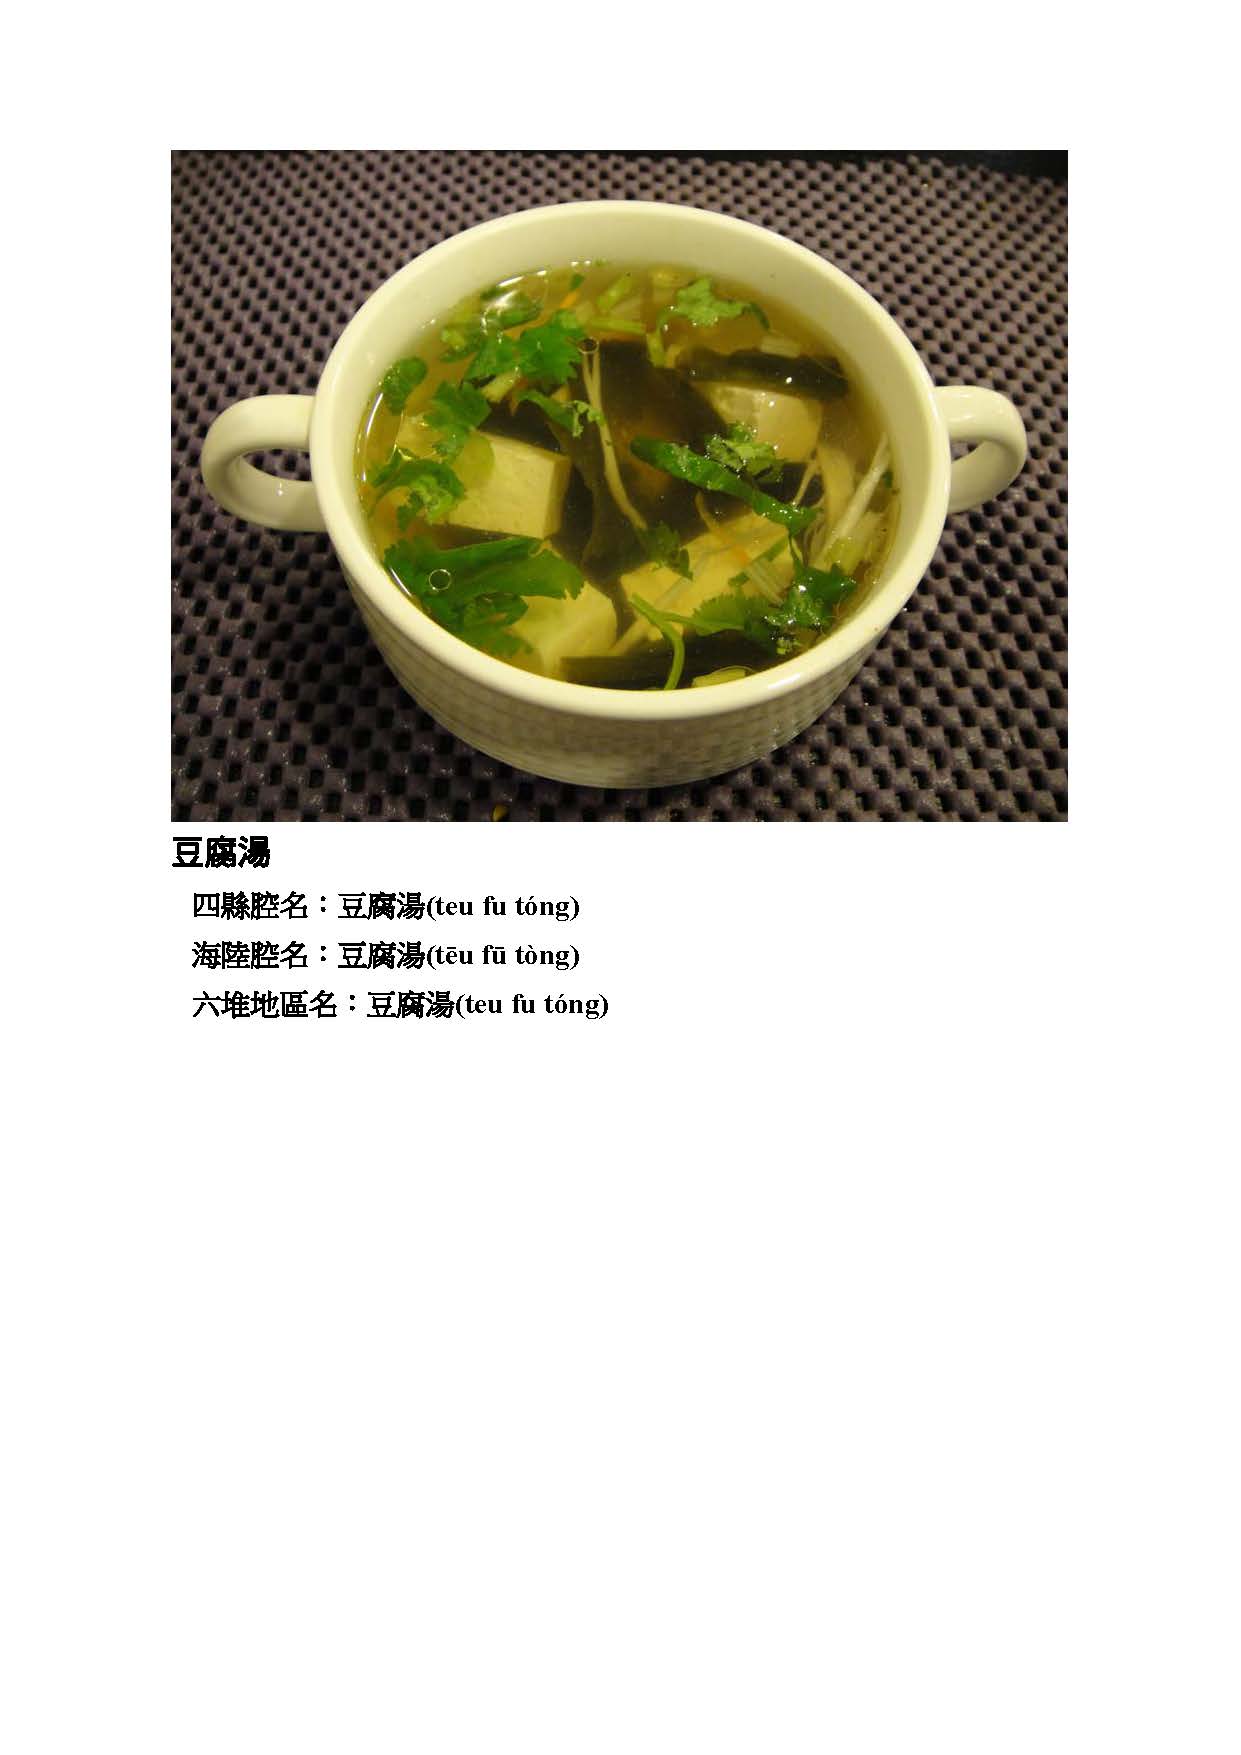 豆腐湯
四縣腔名：豆腐湯(teu fu tóng)
海陸腔名：豆腐湯(tēu fū tòng)
六堆地區名：豆腐湯(teu fu tóng)